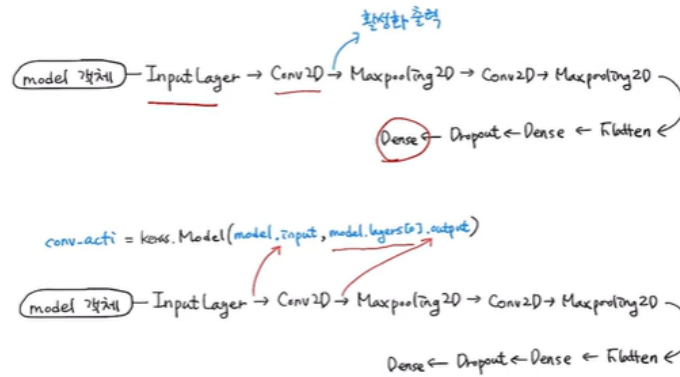 활성화 출력
model 객체 InputLayer → Conv2D → Maxpooling2D → Conv2D → Maxpooling2D
Dense ← Dropout ← Dense ← Flatten ←
conv_acti = keras.Model(model.input, model.layers[0].output)
model 객체 InputLayer → Conv2D → Maxpooling2D → Conv2D → Maxpooling2D
Dense ← Dropout ← Dense ← Flatten ←